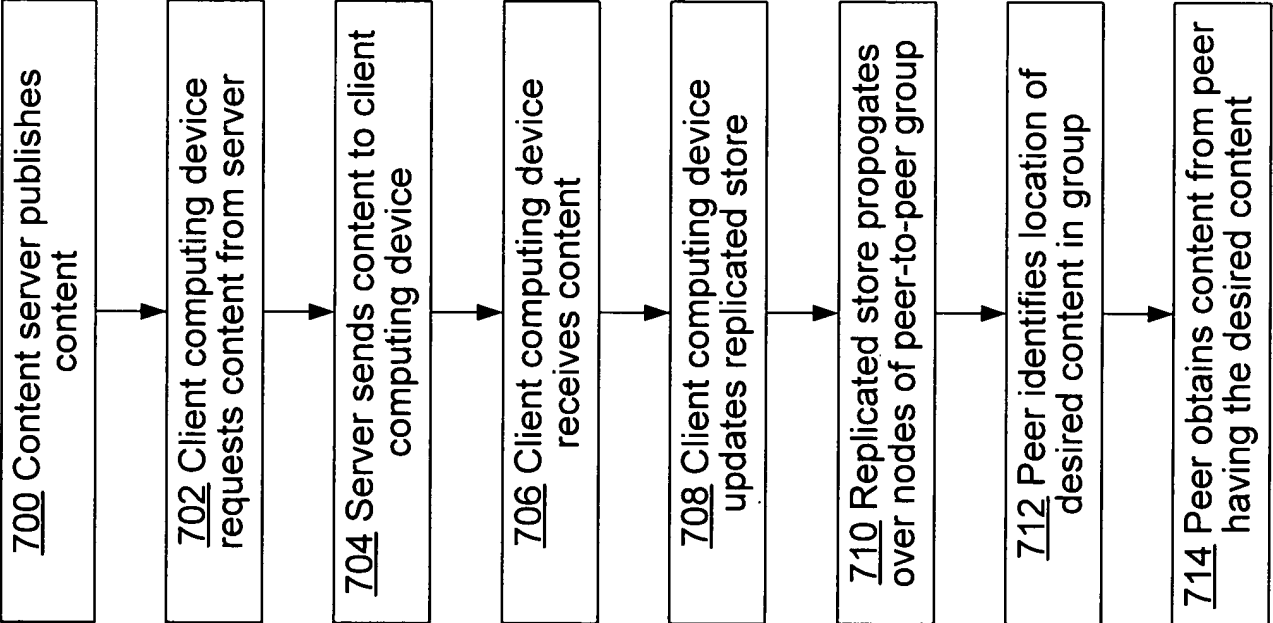 700 Content server publishes
content
702 Client computing device
requests content from server
704 Server sends content to client
computing device
706 Client computing device
receives content
708 Client computing device
updates replicated store
710 Replicated store propogates
over nodes of peer-to-peer group
712 Peer identifies location of
desired content in group
714 Peer obtains content from peer
having the desired content